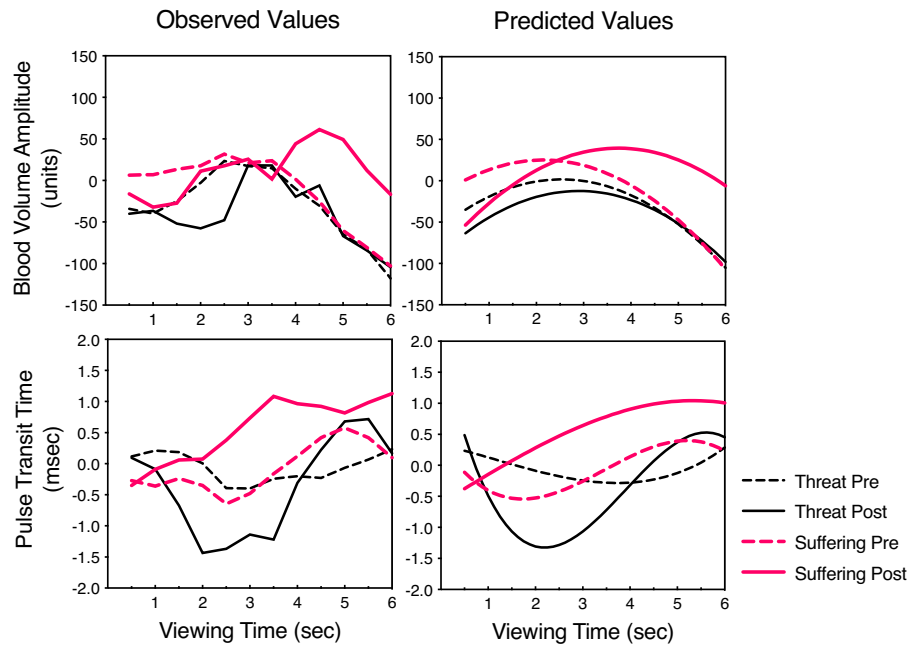 Observed Values
Predicted Values
Blood Volume Amplitude
(units)
150
100
50
0
-50
-100
-150
1 2 3 4 5 6
150
100
50
0
-50
-100
-150
1 2 3 4 5 6
Pulse Transit Time
(msec)
2.0
1.5
1.0
0.5
0.0
-0.5
-1.0
-1.5
-2.0
1 2 3 4 5 6
Viewing Time (sec)
2.0
1.5
1.0
0.5
0.0
-0.5
-1.0
-1.5
-2.0
1 2 3 4 5 6
Viewing Time (sec)
Threat Pre
Threat Post
Suffering Pre
Suffering Post